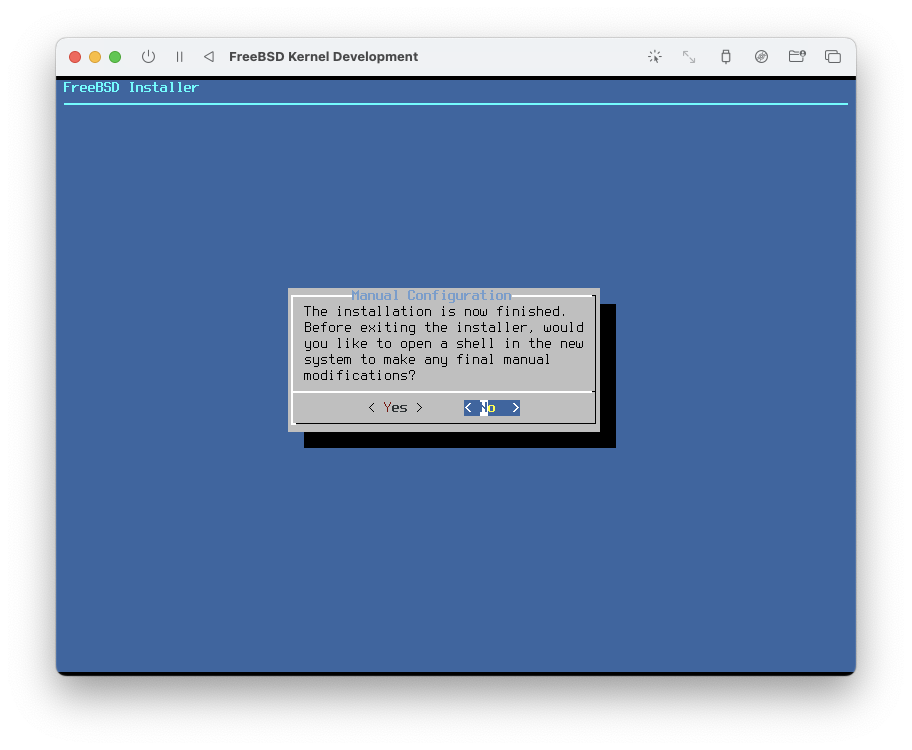 FreeBSD Kernel Development
FreeBSD Installer
Manual Configuration
The installation is now finished.
Before exiting the installer, would
you like to open a shell in the new
system to make any final manual
modifications?
< Yes > < No >